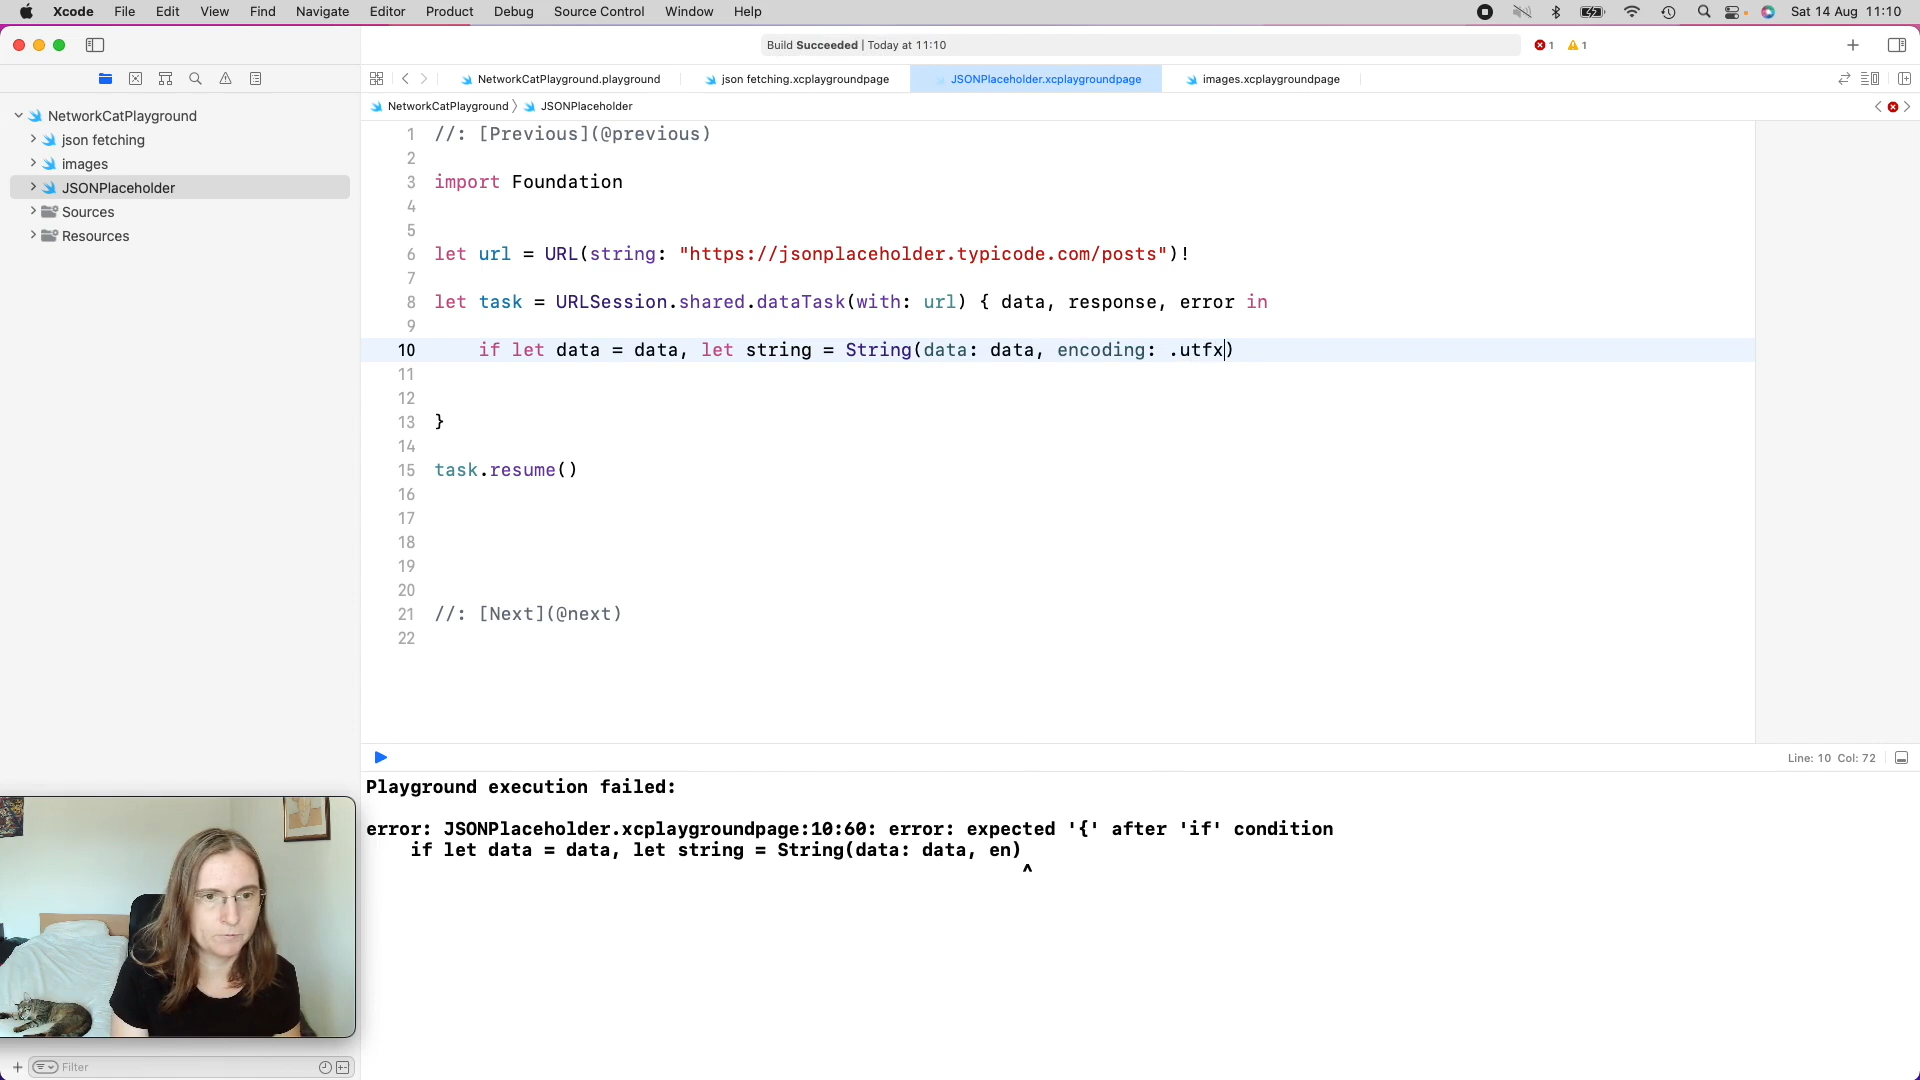 Xcode File Edit View Find Navigate Editor Product Debug Source Control Window Help Sat 14 Aug 11:10
Build Succeeded | Today at 11:10 1 1
NetworkCatPlayground.playground json fetching.xcplaygroundpage JSONPlaceholder.xcplaygroundpage images.xcplaygroundpage
NetworkCatPlayground JSONPlaceholder
NetworkCatPlayground
json fetching
images
JSONPlaceholder
Sources
Resources
1 //: [Previous](@previous)
2
3 import Foundation
4
5
6 let url = URL(string: "https://jsonplaceholder.typicode.com/posts")!
7
8 let task = URLSession.shared.dataTask(with: url) { data, response, error in
9
10 if let data = data, let string = String(data: data, encoding: .utfx)
11
12
13 }
14
15 task.resume()
16
17
18
19
20
21 //: [Next](@next)
22
Line: 10 Col: 72
Playground execution failed:
error: JSONPlaceholder.xcplaygroundpage:10:60: error: expected '{' after 'if' condition
if let data = data, let string = String(data: data, en)
^
Filter